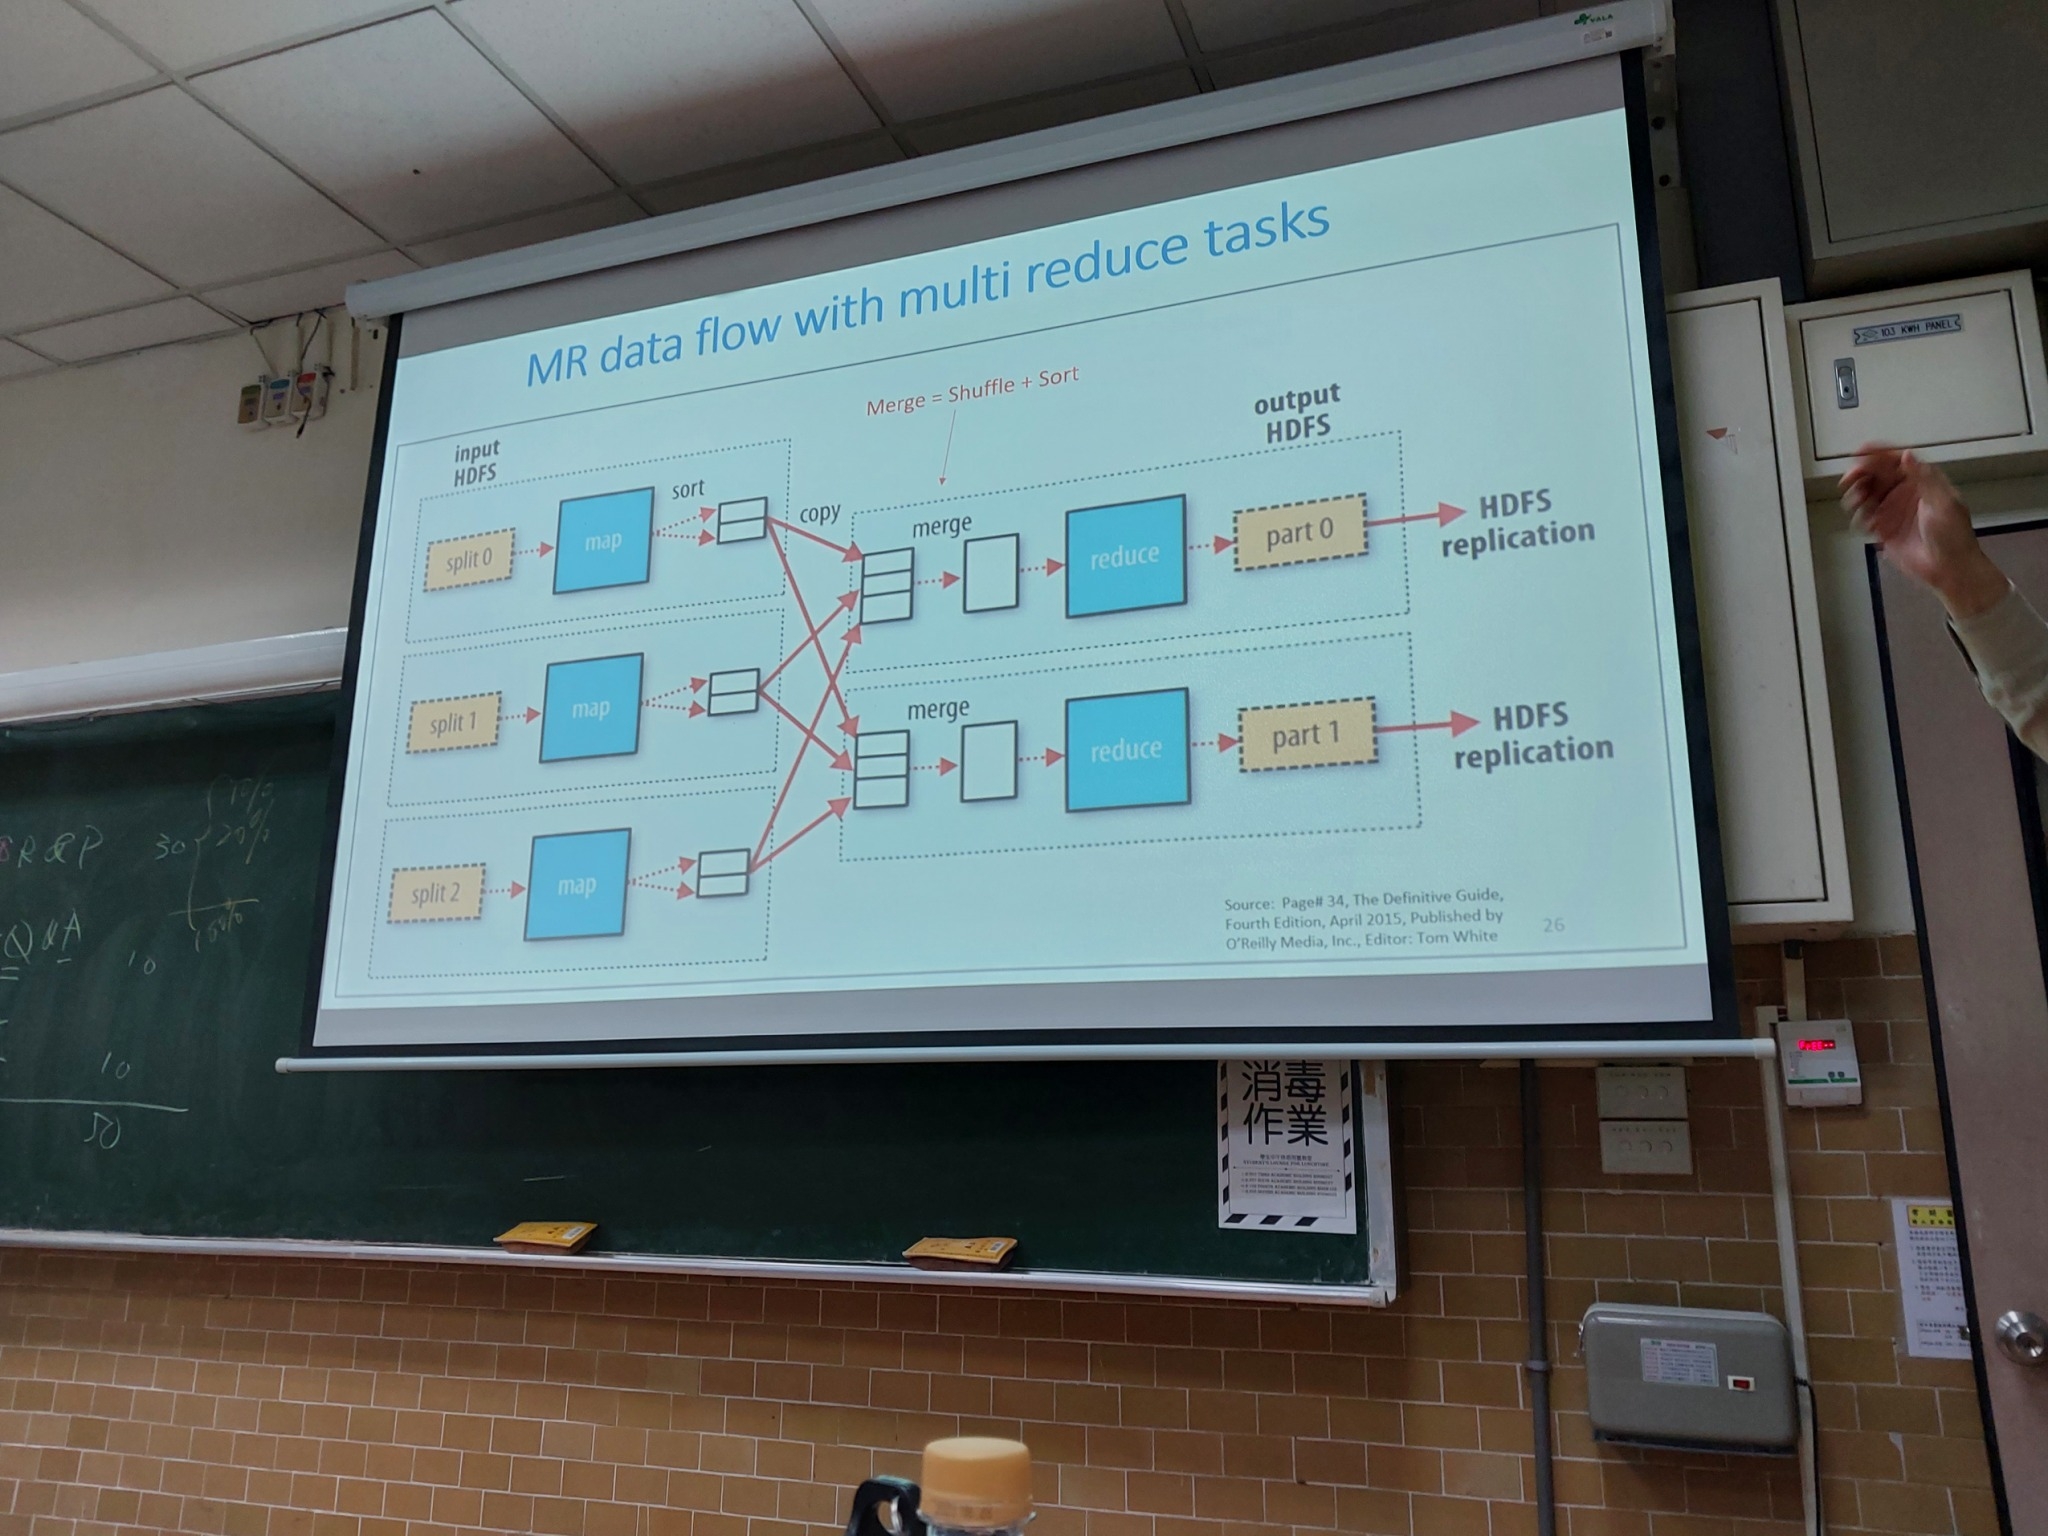 VALA
MR data flow with multi reduce tasks
Merge = Shuffle + Sort
input
HDFS
output
HDFS
split 0
map
sort
copy
merge
reduce
part 0
HDFS
replication
split 1
map
merge
reduce
part 1
HDFS
replication
split 2
map
Source: Page# 34, The Definitive Guide,
Fourth Edition, April 2015, Published by
O'Reilly Media, Inc., Editor: Tom White
26
103 KWH PANEL
30
10%
20%
100%
Q & A
10
10
50
消毒
作業